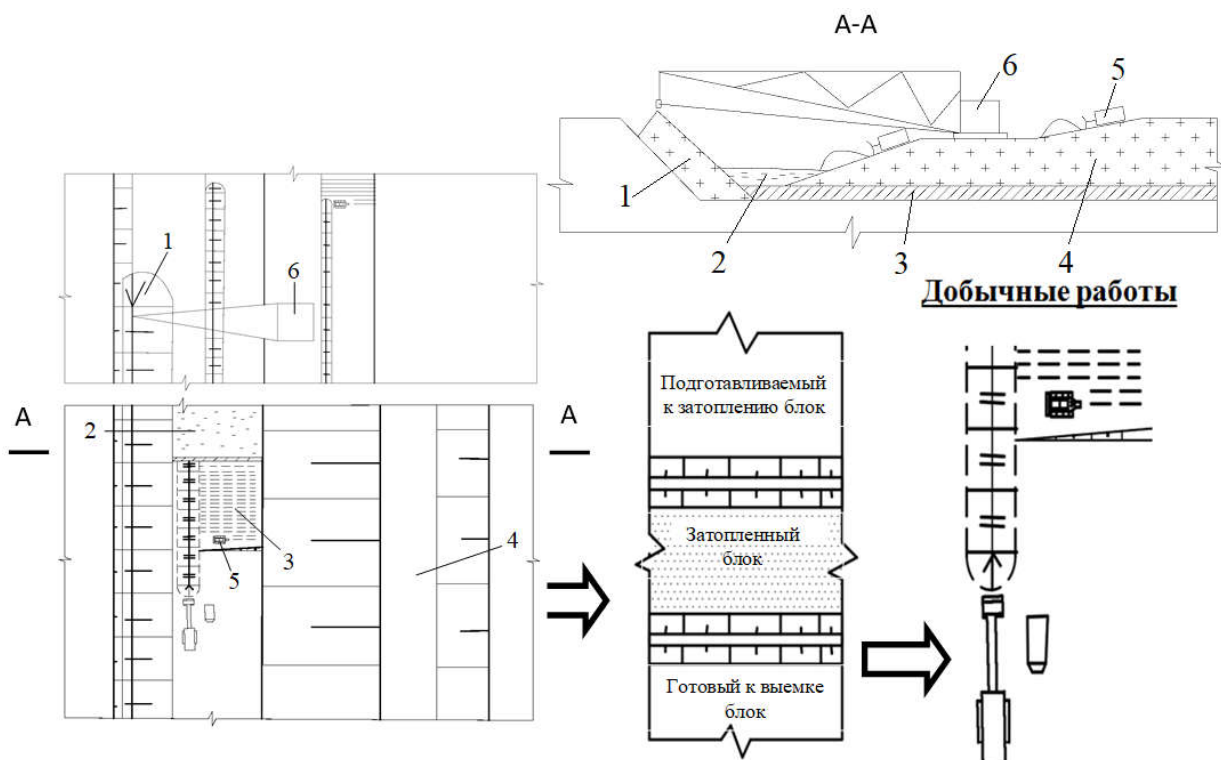 А-А
6
5
1
2
3
4
Добычные работы
1
6
А
А
2
3
5
4
Подготавливаемый
к затоплению блок
Затопленный
блок
Готовый к выемке
блок